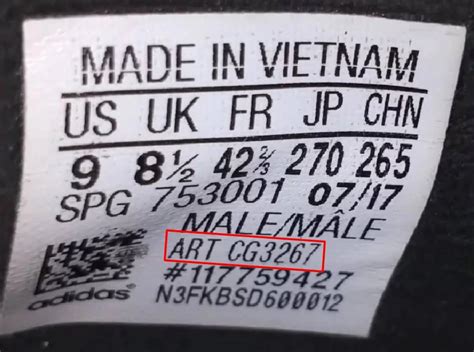 MADE IN VIETNAM
US UK FR JP CHN
9 8½ 42⅔ 270 265
SPG 753001 07/17
MALE/MÂLE
ART CG3267
#117759427
adidas N3FKBSD600012